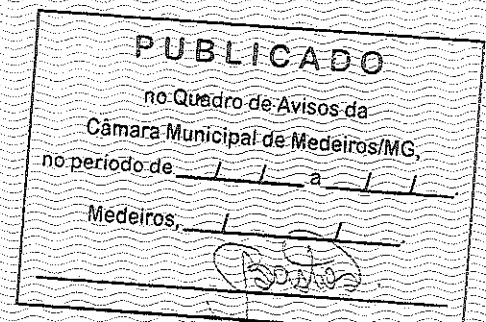 PUBLICADO
no Quadro de Avisos da
Câmara Municipal de Medeiros/MG,
no período de / / a / / .
Medeiros, / / .